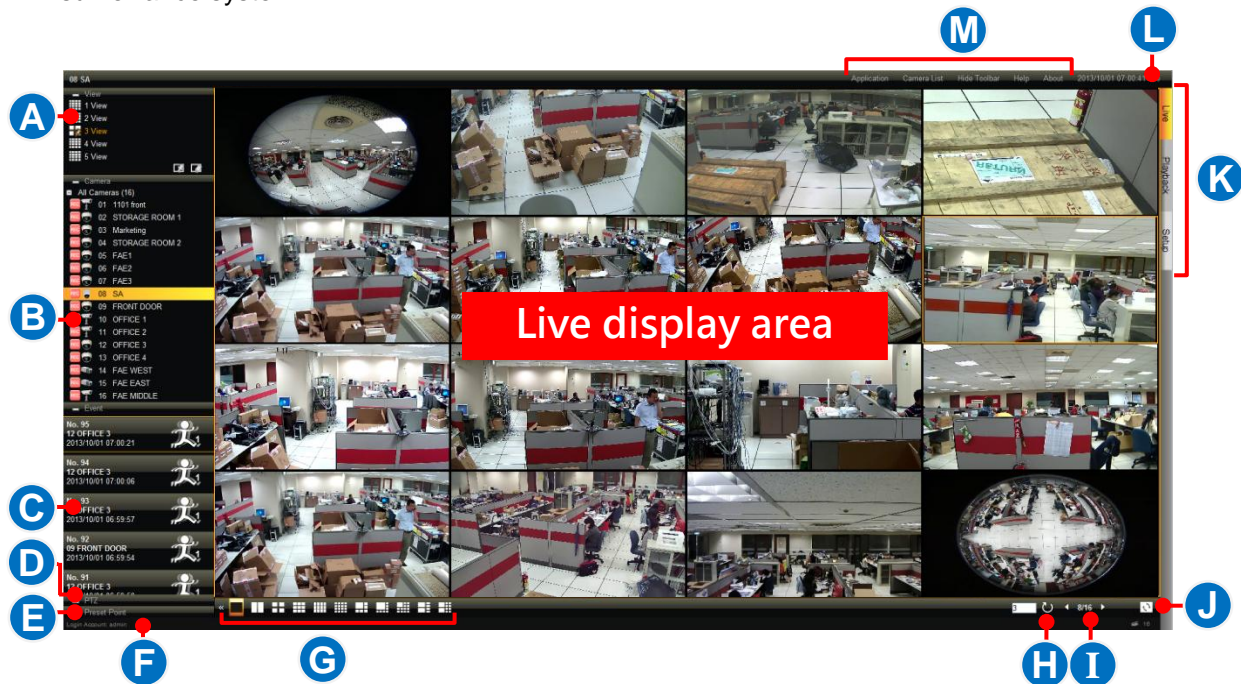 M
L
08 SA
Application Camera List Hide Toolbar Help About 2013/10/01 07:00:41
View
A
1 View
2 View
3 View
4 View
5 View
Live
Playback
Setup
K
Camera
All Cameras (16)
01 1101 front
02 STORAGE ROOM 1
03 Marketing
04 STORAGE ROOM 2
05 FAE1
06 FAE2
07 FAE3
08 SA
09 FRONT DOOR
B
10 OFFICE 1
11 OFFICE 2
12 OFFICE 3
13 OFFICE 4
14 FAE WEST
15 FAE EAST
16 FAE MIDDLE
Live display area
Event
No. 95
12 OFFICE 3
2013/10/01 07:00:21
No. 94
12 OFFICE 3
2013/10/01 07:00:06
C
No. 93
OFFICE 3
2013/10/01 06:59:57
No. 92
09 FRONT DOOR
2013/10/01 06:59:54
No. 91
12 OFFICE 3
D
PTZ
E
Preset Point
Login Account: admin
F
G
3
8/16
16
H
I
J